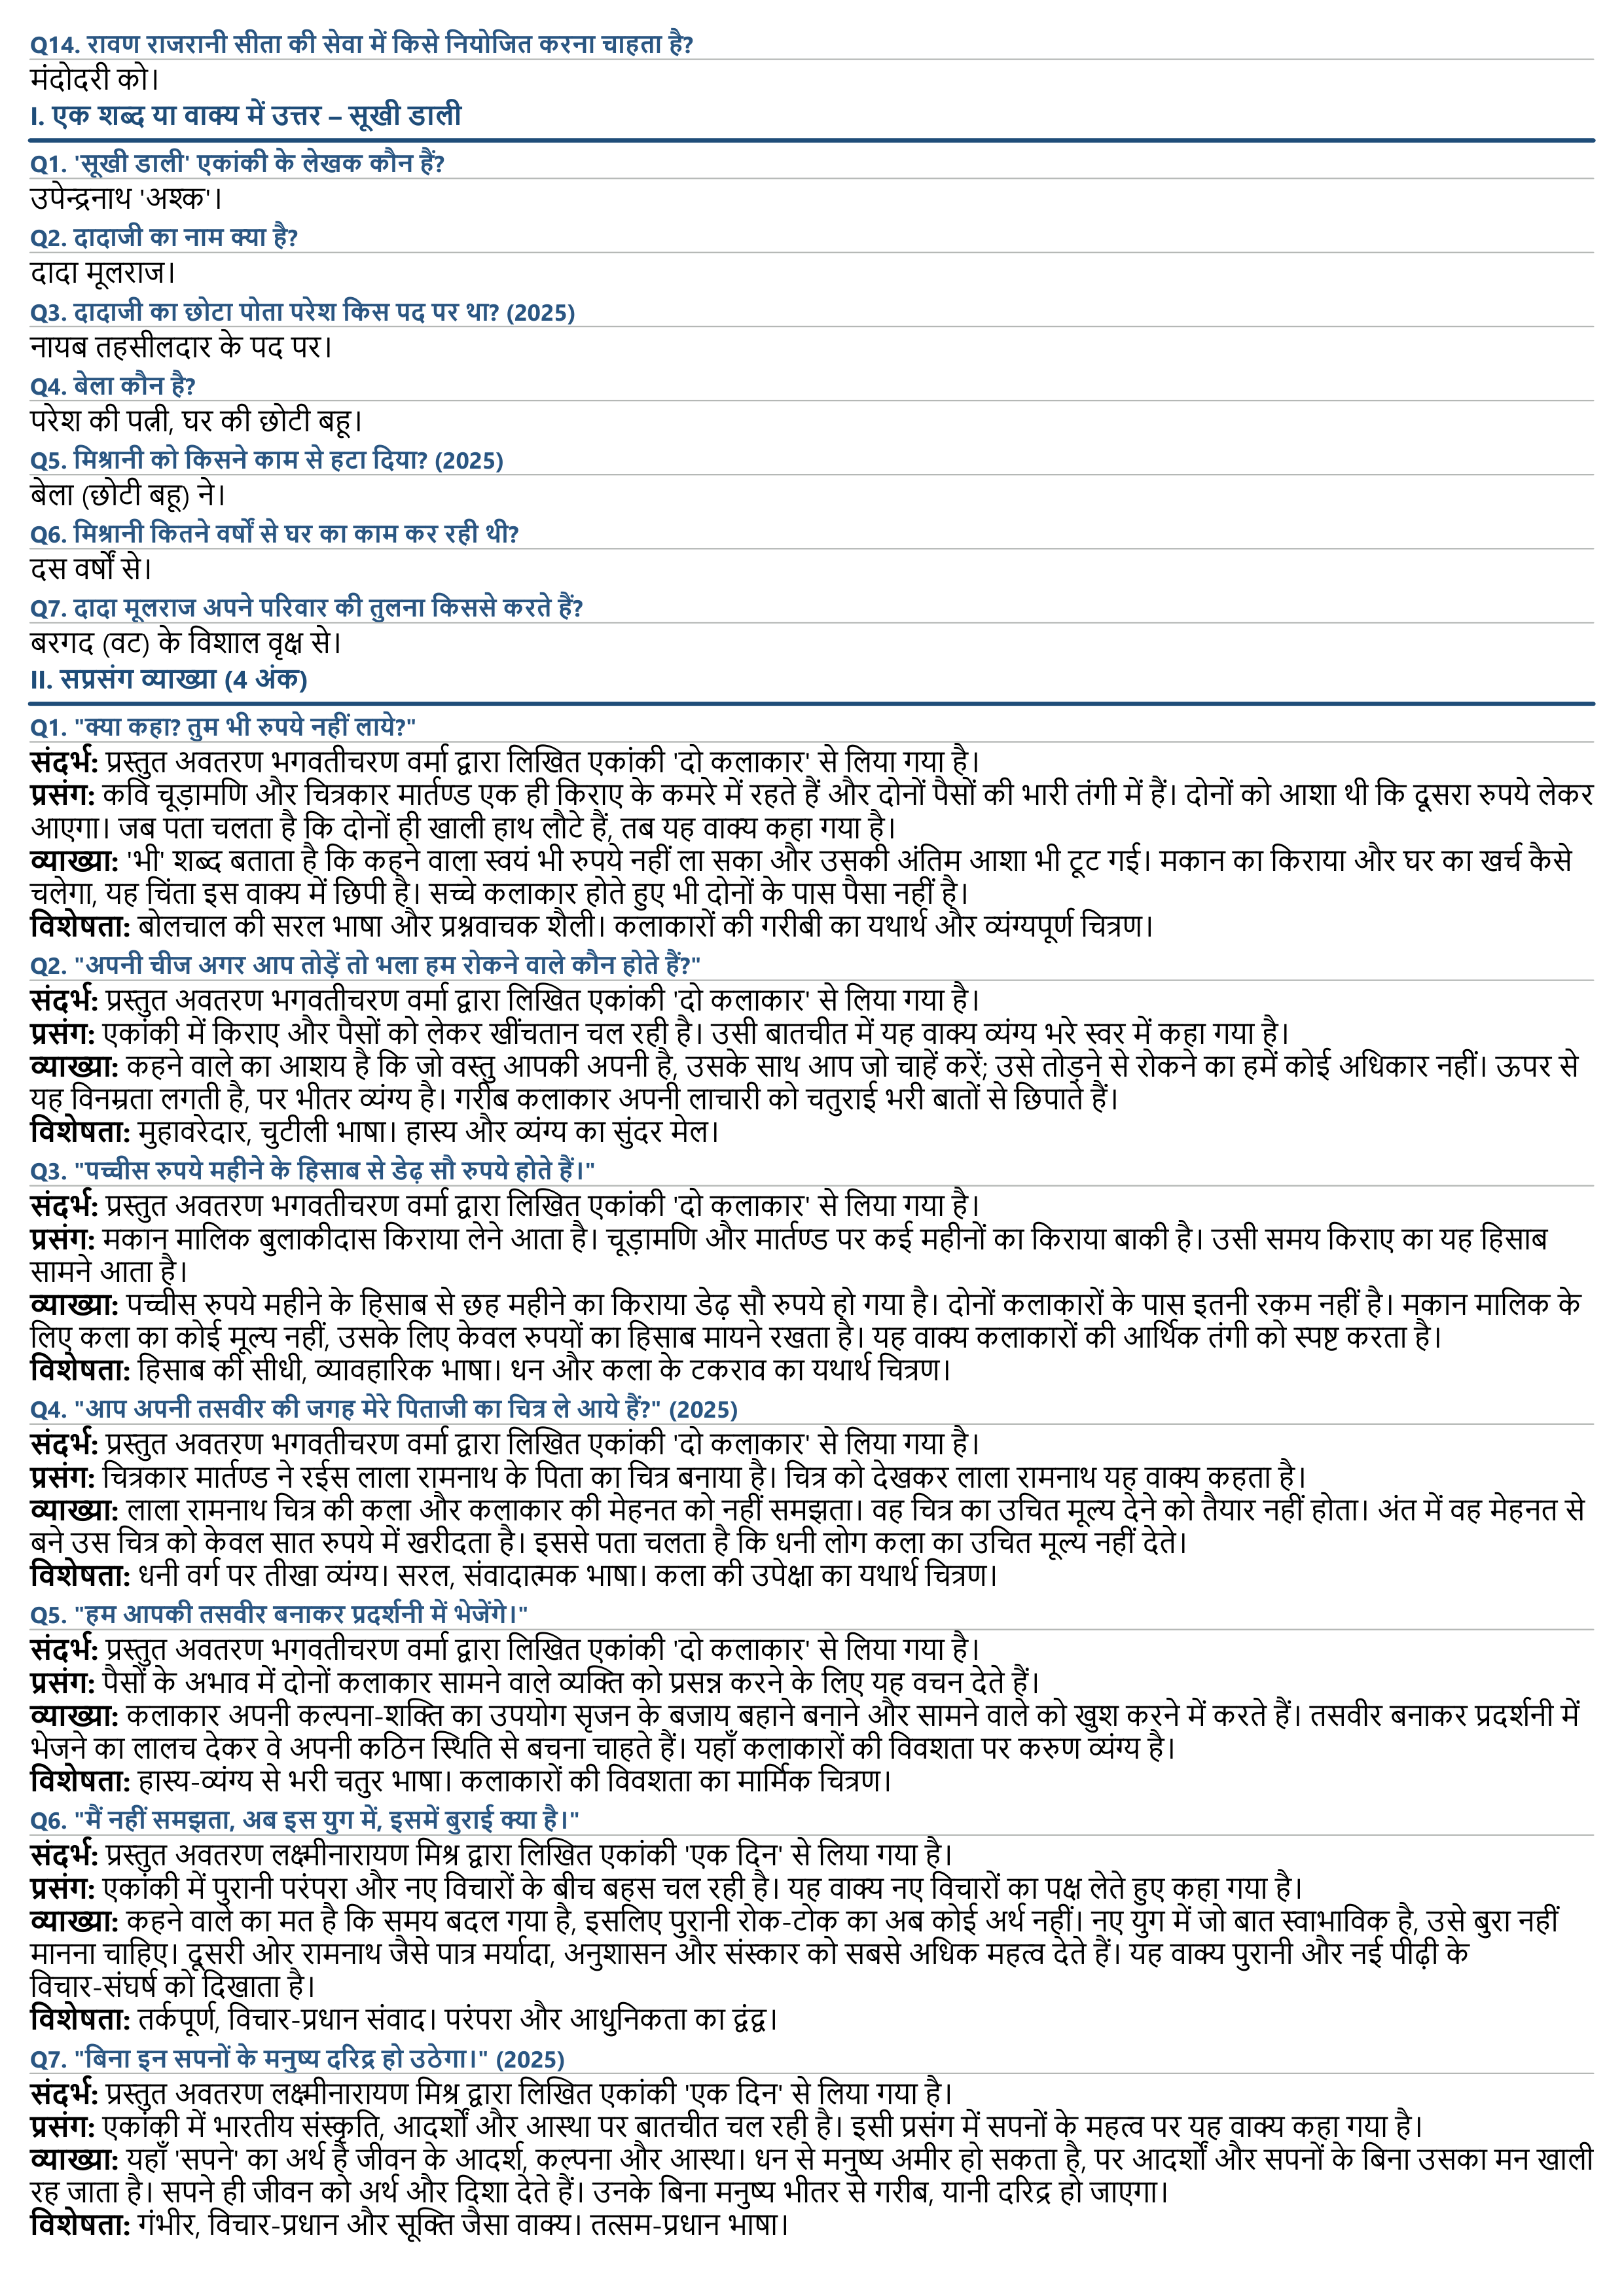 Q14. रावण राजरानी सीता की सेवा में किसे नियोजित करना चाहता है?
मंदोदरी को।
I. एक शब्द या वाक्य में उत्तर – सूखी डाली
Q1. 'सूखी डाली' एकांकी के लेखक कौन हैं?
उपेन्द्रनाथ 'अश्क'।
Q2. दादाजी का नाम क्या है?
दादा मूलराज।
Q3. दादाजी का छोटा पोता परेश किस पद पर था? (2025)
नायब तहसीलदार के पद पर।
Q4. बेला कौन है?
परेश की पत्नी, घर की छोटी बहू।
Q5. मिश्रानी को किसने काम से हटा दिया? (2025)
बेला (छोटी बहू) ने।
Q6. मिश्रानी कितने वर्षों से घर का काम कर रही थी?
दस वर्षों से।
Q7. दादा मूलराज अपने परिवार की तुलना किससे करते हैं?
बरगद (वट) के विशाल वृक्ष से।
II. सप्रसंग व्याख्या (4 अंक)
Q1. "क्या कहा? तुम भी रुपये नहीं लाये?"
संदर्भ: प्रस्तुत अवतरण भगवतीचरण वर्मा द्वारा लिखित एकांकी 'दो कलाकार' से लिया गया है।
प्रसंग: कवि चूड़ामणि और चित्रकार मार्तण्ड एक ही किराए के कमरे में रहते हैं और दोनों पैसों की भारी तंगी में हैं। दोनों को आशा थी कि दूसरा रुपये लेकर
आएगा। जब पता चलता है कि दोनों ही खाली हाथ लौटे हैं, तब यह वाक्य कहा गया है।
व्याख्या: 'भी' शब्द बताता है कि कहने वाला स्वयं भी रुपये नहीं ला सका और उसकी अंतिम आशा भी टूट गई। मकान का किराया और घर का खर्च कैसे
चलेगा, यह चिंता इस वाक्य में छिपी है। सच्चे कलाकार होते हुए भी दोनों के पास पैसा नहीं है।
विशेषता: बोलचाल की सरल भाषा और प्रश्नवाचक शैली। कलाकारों की गरीबी का यथार्थ और व्यंग्यपूर्ण चित्रण।
Q2. "अपनी चीज अगर आप तोड़ें तो भला हम रोकने वाले कौन होते हैं?"
संदर्भ: प्रस्तुत अवतरण भगवतीचरण वर्मा द्वारा लिखित एकांकी 'दो कलाकार' से लिया गया है।
प्रसंग: एकांकी में किराए और पैसों को लेकर खींचतान चल रही है। उसी बातचीत में यह वाक्य व्यंग्य भरे स्वर में कहा गया है।
व्याख्या: कहने वाले का आशय है कि जो वस्तु आपकी अपनी है, उसके साथ आप जो चाहें करें; उसे तोड़ने से रोकने का हमें कोई अधिकार नहीं। ऊपर से
यह विनम्रता लगती है, पर भीतर व्यंग्य है। गरीब कलाकार अपनी लाचारी को चतुराई भरी बातों से छिपाते हैं।
विशेषता: मुहावरेदार, चुटीली भाषा। हास्य और व्यंग्य का सुंदर मेल।
Q3. "पच्चीस रुपये महीने के हिसाब से डेढ़ सौ रुपये होते हैं।"
संदर्भ: प्रस्तुत अवतरण भगवतीचरण वर्मा द्वारा लिखित एकांकी 'दो कलाकार' से लिया गया है।
प्रसंग: मकान मालिक बुलाकीदास किराया लेने आता है। चूड़ामणि और मार्तण्ड पर कई महीनों का किराया बाकी है। उसी समय किराए का यह हिसाब
सामने आता है।
व्याख्या: पच्चीस रुपये महीने के हिसाब से छह महीने का किराया डेढ़ सौ रुपये हो गया है। दोनों कलाकारों के पास इतनी रकम नहीं है। मकान मालिक के
लिए कला का कोई मूल्य नहीं, उसके लिए केवल रुपयों का हिसाब मायने रखता है। यह वाक्य कलाकारों की आर्थिक तंगी को स्पष्ट करता है।
विशेषता: हिसाब की सीधी, व्यावहारिक भाषा। धन और कला के टकराव का यथार्थ चित्रण।
Q4. "आप अपनी तसवीर की जगह मेरे पिताजी का चित्र ले आये हैं?" (2025)
संदर्भ: प्रस्तुत अवतरण भगवतीचरण वर्मा द्वारा लिखित एकांकी 'दो कलाकार' से लिया गया है।
प्रसंग: चित्रकार मार्तण्ड ने रईस लाला रामनाथ के पिता का चित्र बनाया है। चित्र को देखकर लाला रामनाथ यह वाक्य कहता है।
व्याख्या: लाला रामनाथ चित्र की कला और कलाकार की मेहनत को नहीं समझता। वह चित्र का उचित मूल्य देने को तैयार नहीं होता। अंत में वह मेहनत से
बने उस चित्र को केवल सात रुपये में खरीदता है। इससे पता चलता है कि धनी लोग कला का उचित मूल्य नहीं देते।
विशेषता: धनी वर्ग पर तीखा व्यंग्य। सरल, संवादात्मक भाषा। कला की उपेक्षा का यथार्थ चित्रण।
Q5. "हम आपकी तसवीर बनाकर प्रदर्शनी में भेजेंगे।"
संदर्भ: प्रस्तुत अवतरण भगवतीचरण वर्मा द्वारा लिखित एकांकी 'दो कलाकार' से लिया गया है।
प्रसंग: पैसों के अभाव में दोनों कलाकार सामने वाले व्यक्ति को प्रसन्न करने के लिए यह वचन देते हैं।
व्याख्या: कलाकार अपनी कल्पना-शक्ति का उपयोग सृजन के बजाय बहाने बनाने और सामने वाले को खुश करने में करते हैं। तसवीर बनाकर प्रदर्शनी में
भेजने का लालच देकर वे अपनी कठिन स्थिति से बचना चाहते हैं। यहाँ कलाकारों की विवशता पर करुण व्यंग्य है।
विशेषता: हास्य-व्यंग्य से भरी चतुर भाषा। कलाकारों की विवशता का मार्मिक चित्रण।
Q6. "मैं नहीं समझता, अब इस युग में, इसमें बुराई क्या है।"
संदर्भ: प्रस्तुत अवतरण लक्ष्मीनारायण मिश्र द्वारा लिखित एकांकी 'एक दिन' से लिया गया है।
प्रसंग: एकांकी में पुरानी परंपरा और नए विचारों के बीच बहस चल रही है। यह वाक्य नए विचारों का पक्ष लेते हुए कहा गया है।
व्याख्या: कहने वाले का मत है कि समय बदल गया है, इसलिए पुरानी रोक-टोक का अब कोई अर्थ नहीं। नए युग में जो बात स्वाभाविक है, उसे बुरा नहीं
मानना चाहिए। दूसरी ओर रामनाथ जैसे पात्र मर्यादा, अनुशासन और संस्कार को सबसे अधिक महत्व देते हैं। यह वाक्य पुरानी और नई पीढ़ी के
विचार-संघर्ष को दिखाता है।
विशेषता: तर्कपूर्ण, विचार-प्रधान संवाद। परंपरा और आधुनिकता का द्वंद्व।
Q7. "बिना इन सपनों के मनुष्य दरिद्र हो उठेगा।" (2025)
संदर्भ: प्रस्तुत अवतरण लक्ष्मीनारायण मिश्र द्वारा लिखित एकांकी 'एक दिन' से लिया गया है।
प्रसंग: एकांकी में भारतीय संस्कृति, आदर्शों और आस्था पर बातचीत चल रही है। इसी प्रसंग में सपनों के महत्व पर यह वाक्य कहा गया है।
व्याख्या: यहाँ 'सपने' का अर्थ है जीवन के आदर्श, कल्पना और आस्था। धन से मनुष्य अमीर हो सकता है, पर आदर्शों और सपनों के बिना उसका मन खाली
रह जाता है। सपने ही जीवन को अर्थ और दिशा देते हैं। उनके बिना मनुष्य भीतर से गरीब, यानी दरिद्र हो जाएगा।
विशेषता: गंभीर, विचार-प्रधान और सूक्ति जैसा वाक्य। तत्सम-प्रधान भाषा।